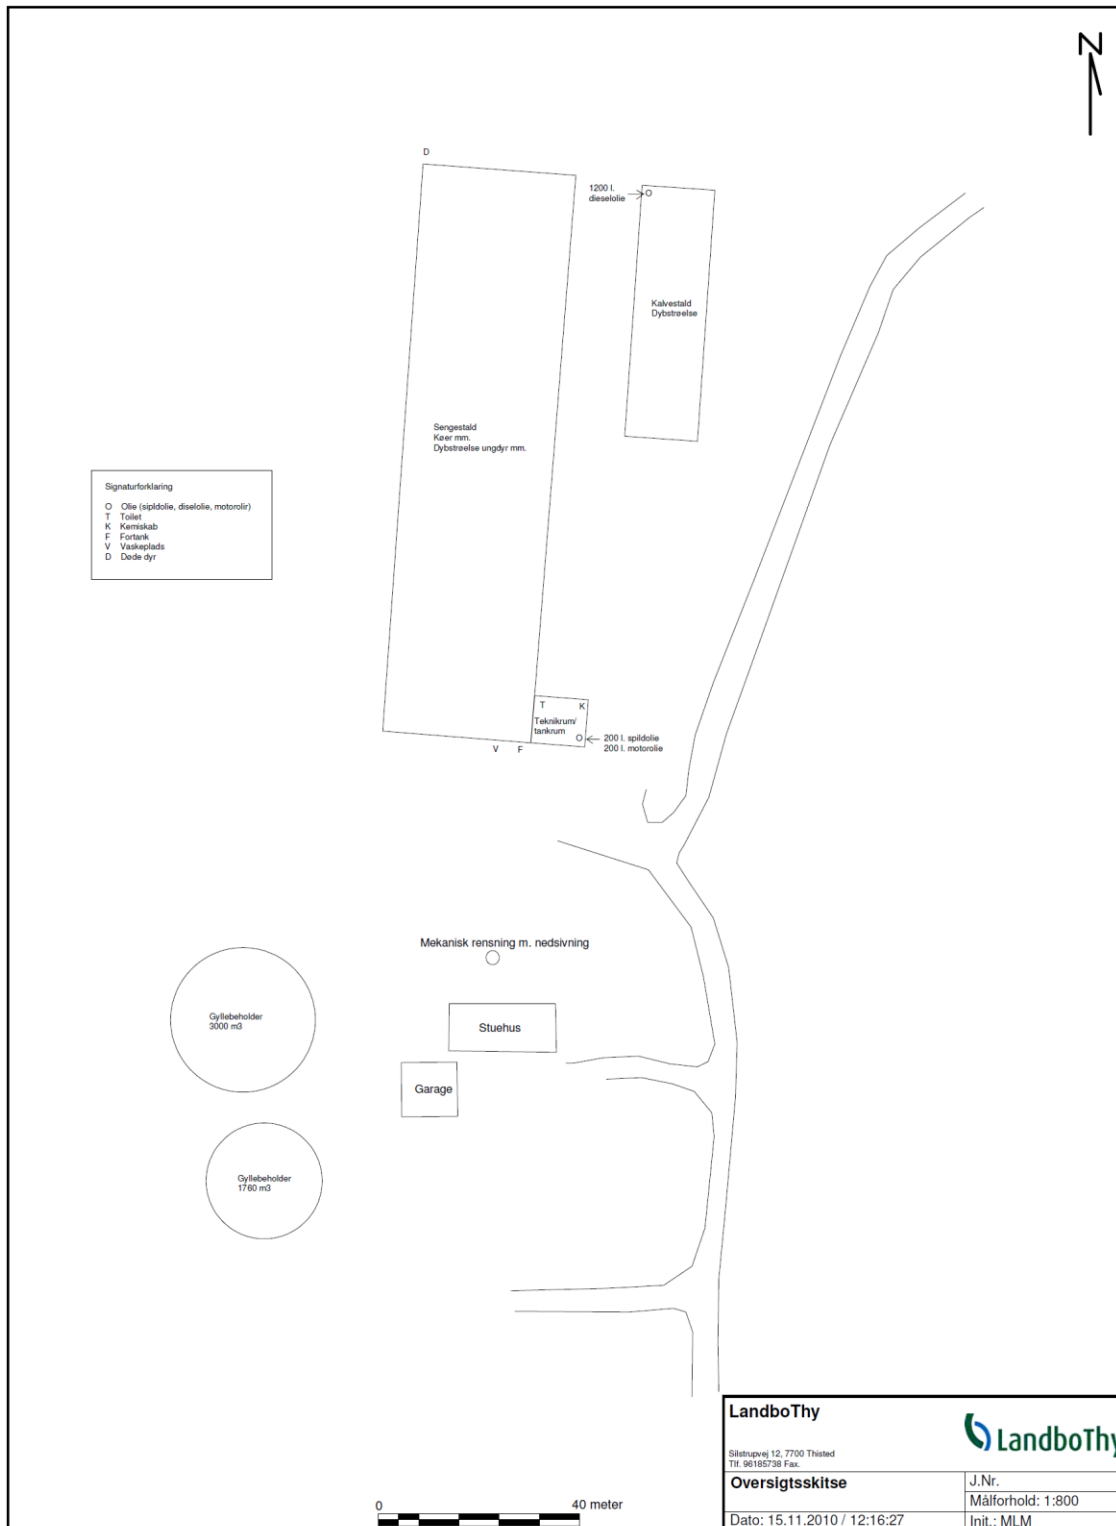 N
D
1200 l.
dieselolie
O
Kalvestald
Dybstrøelse
Sengestald
Køer mm.
Dybstrøelse ungdyr mm.
Signaturforklaring
O Olie (sipldolie, diselolie, motorolir)
T Toilet
K Kemiskab
F Fortank
V Vaskeplads
D Døde dyr
T K
Teknikrum/
tankrum
O
200 l. spildolie
200 l. motorolie
V F
Mekanisk rensning m. nedsivning
Gyllebeholder
3000 m3
Stuehus
Garage
Gyllebeholder
1760 m3
LandboThy
LandboThy
Silstrupvej 12, 7700 Thisted
Tlf. 96185738 Fax.
Oversigtsskitse
J.Nr.
Målforhold: 1:800
Dato: 15.11.2010 / 12:16:27
Init.: MLM
0 40 meter